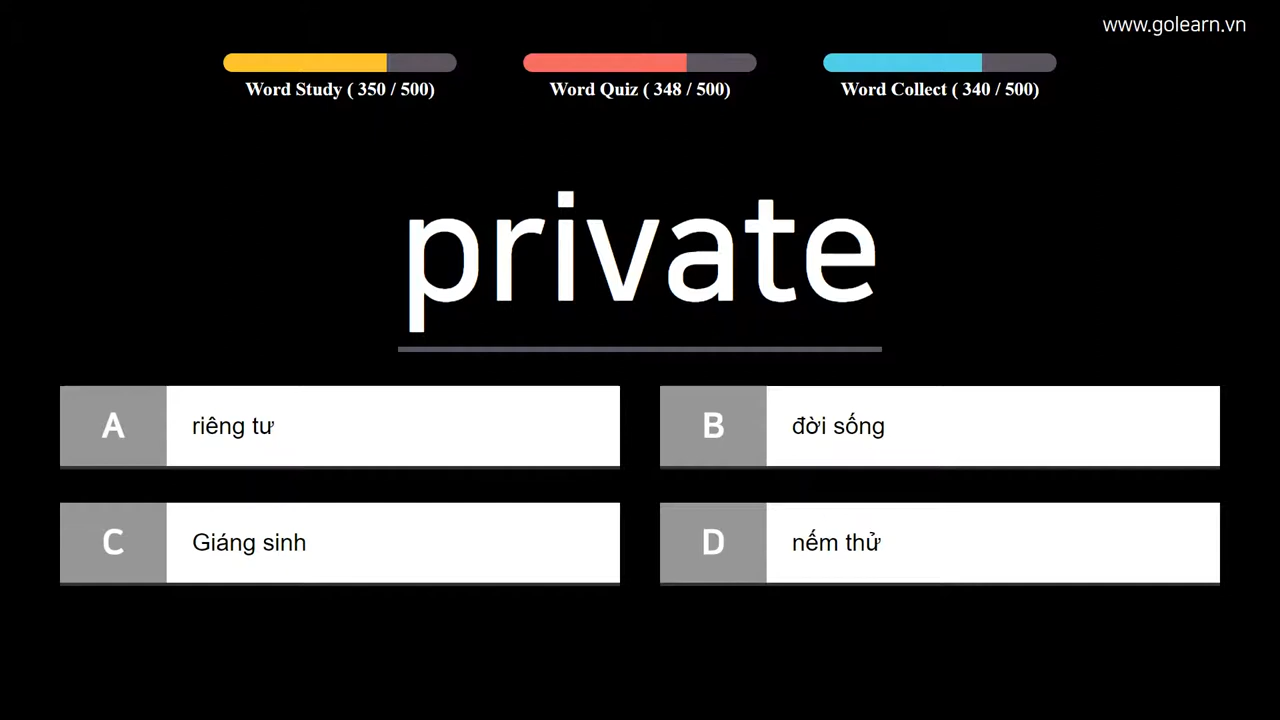 www.golearn.vn
Word Study ( 350 / 500)
Word Quiz ( 348 / 500)
Word Collect ( 340 / 500)
private
A riêng tư
B đời sống
C Giáng sinh
D nếm thử